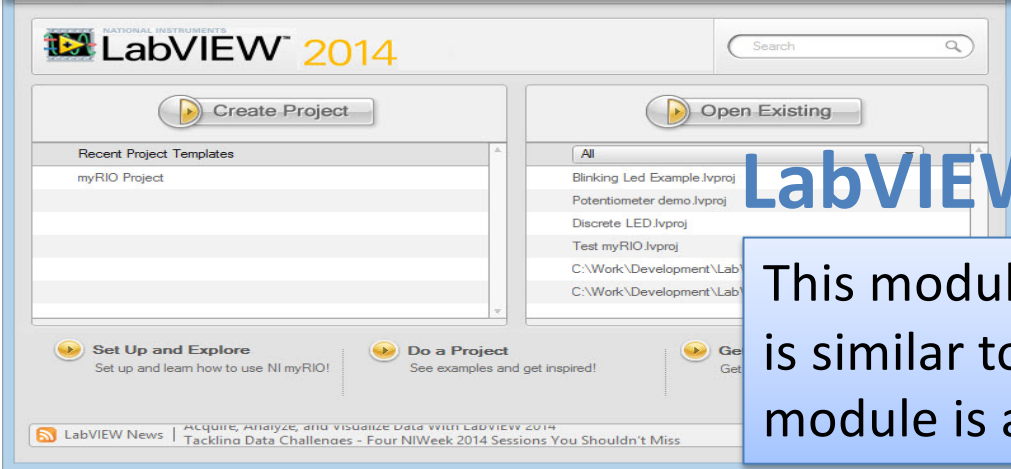 NATIONAL INSTRUMENTS
LabVIEW™ 2014
Search
Create Project
Open Existing
Recent Project Templates
All
myRIO Project
Blinking Led Example.lvproj
Potentiometer demo.lvproj
Discrete LED.lvproj
Test myRIO.lvproj
C:\Work\Development\Lab
C:\Work\Development\Lab
LabVIEW
This modul
is similar to
module is a
Set Up and Explore
Set up and learn how to use NI myRIO!
Do a Project
See examples and get inspired!
Ge
Get
LabVIEW News
Acquire, Analyze, and Visualize Data With LabVIEW 2014
Tackling Data Challenges - Four NIWeek 2014 Sessions You Shouldn't Miss